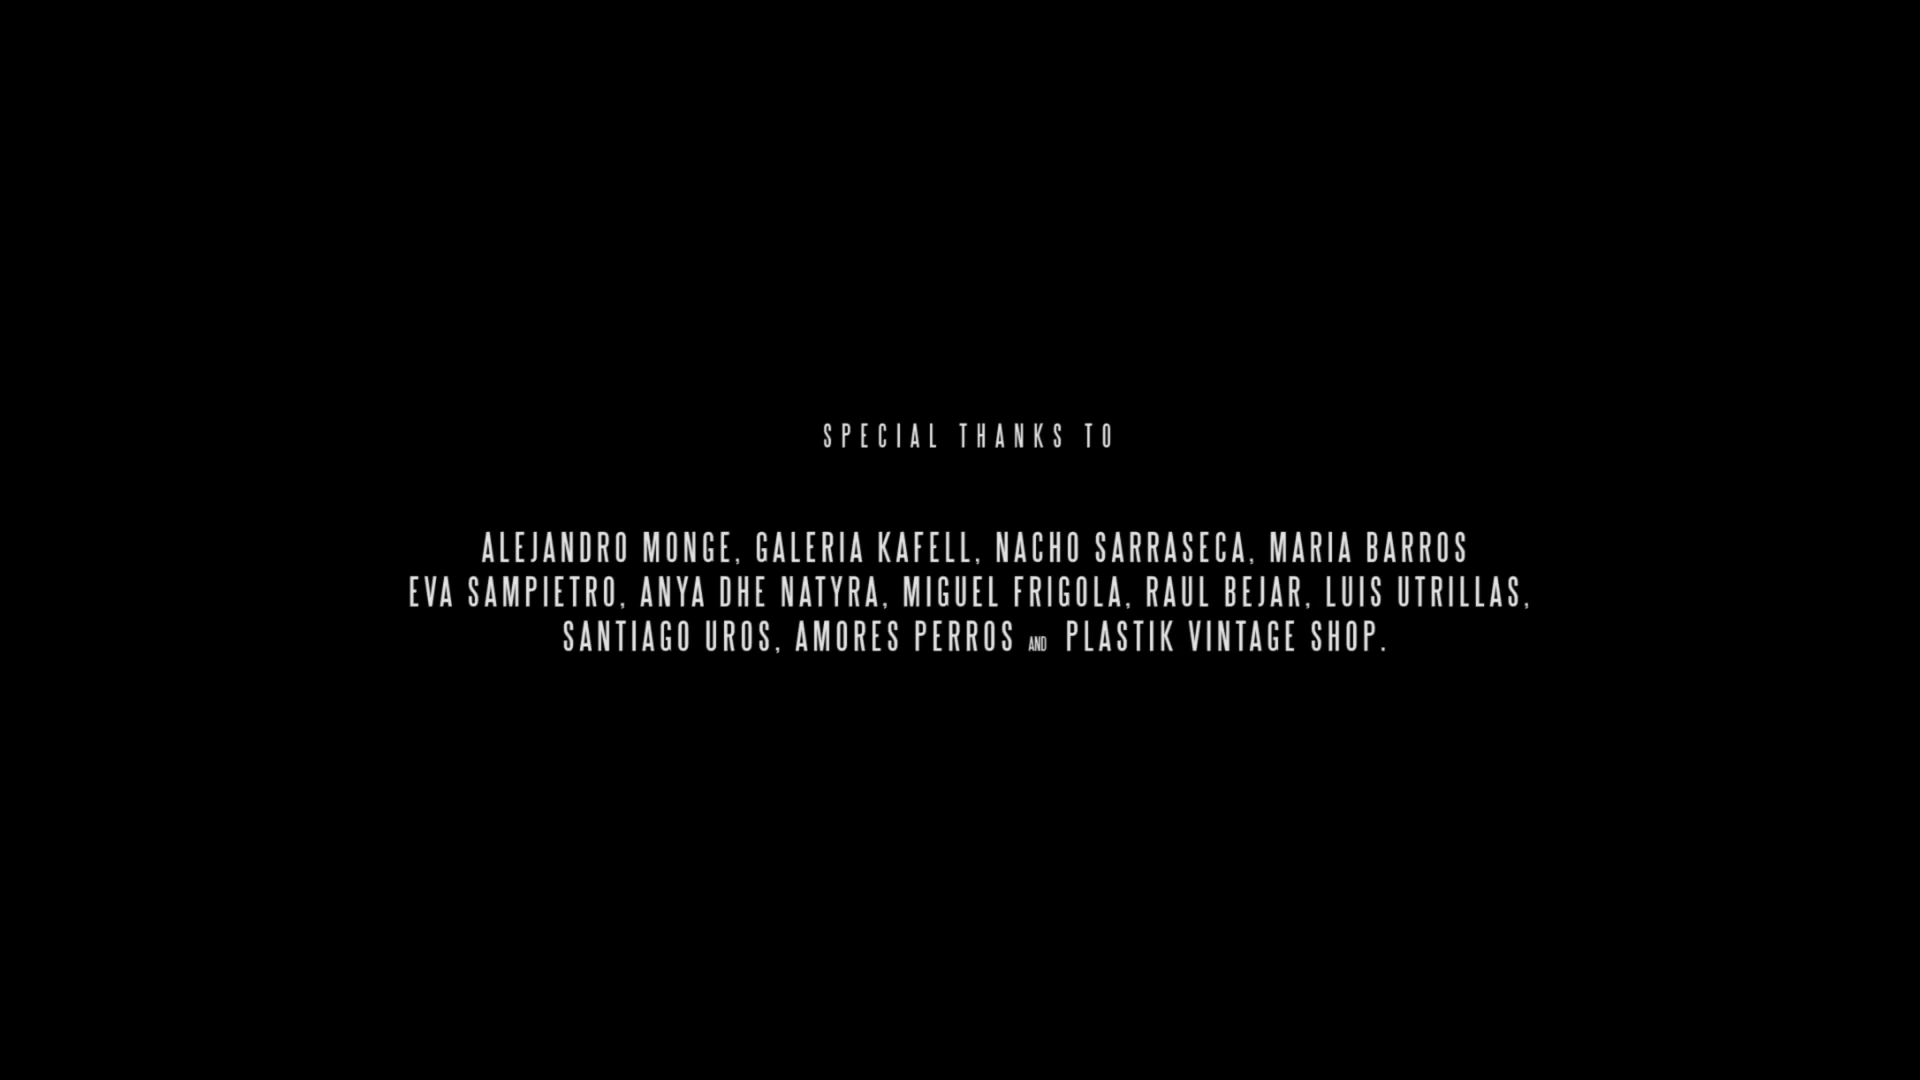 SPECIAL THANKS TO
ALEJANDRO MONGE, GALERIA KAFELL, NACHO SARRASECA, MARIA BARROS
EVA SAMPIETRO, ANYA DHE NATYRA, MIGUEL FRIGOLA, RAUL BEJAR, LUIS UTRILLAS,
SANTIAGO UROS, AMORES PERROS AND PLASTIK VINTAGE SHOP.